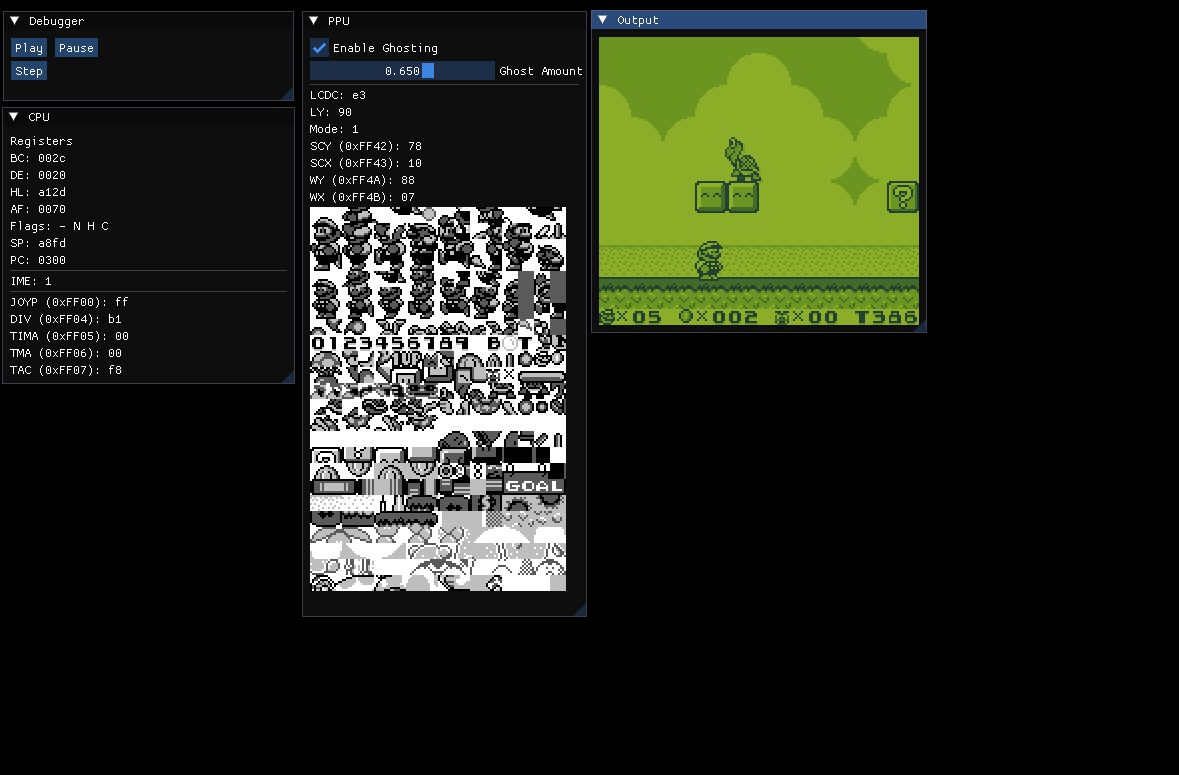 Debugger
Play Pause
Step
CPU
Registers
BC: 002c
DE: 0020
HL: a12d
AF: 0070
Flags: - N H C
SP: a8fd
PC: 0300
IME: 1
JOYP (0xFF00): ff
DIV (0xFF04): b1
TIMA (0xFF05): 00
TMA (0xFF06): 00
TAC (0xFF07): f8
PPU
Enable Ghosting
0.650 Ghost Amount
LCDC: e3
LY: 90
Mode: 1
SCY (0xFF42): 78
SCX (0xFF43): 10
WY (0xFF4A): 88
WX (0xFF4B): 07
0123456789
GOAL
Output
?
×05 ×002 ×00 T386